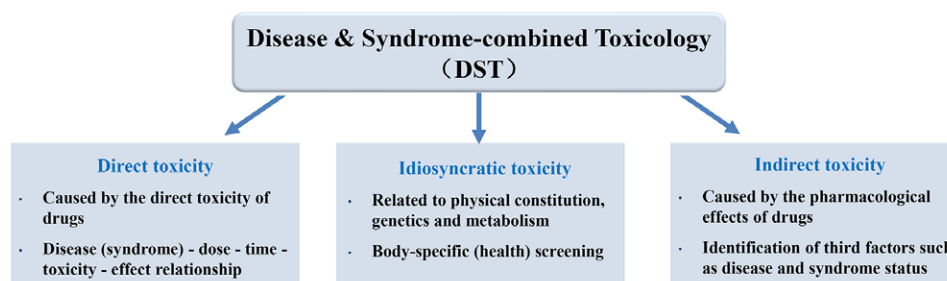 Disease & Syndrome-combined Toxicology
（DST）
Direct toxicity
· Caused by the direct toxicity of
drugs
· Disease (syndrome) - dose - time -
toxicity - effect relationship
Idiosyncratic toxicity
· Related to physical constitution,
genetics and metabolism
· Body-specific (health) screening
Indirect toxicity
· Caused by the pharmacological
effects of drugs
· Identification of third factors such
as disease and syndrome status